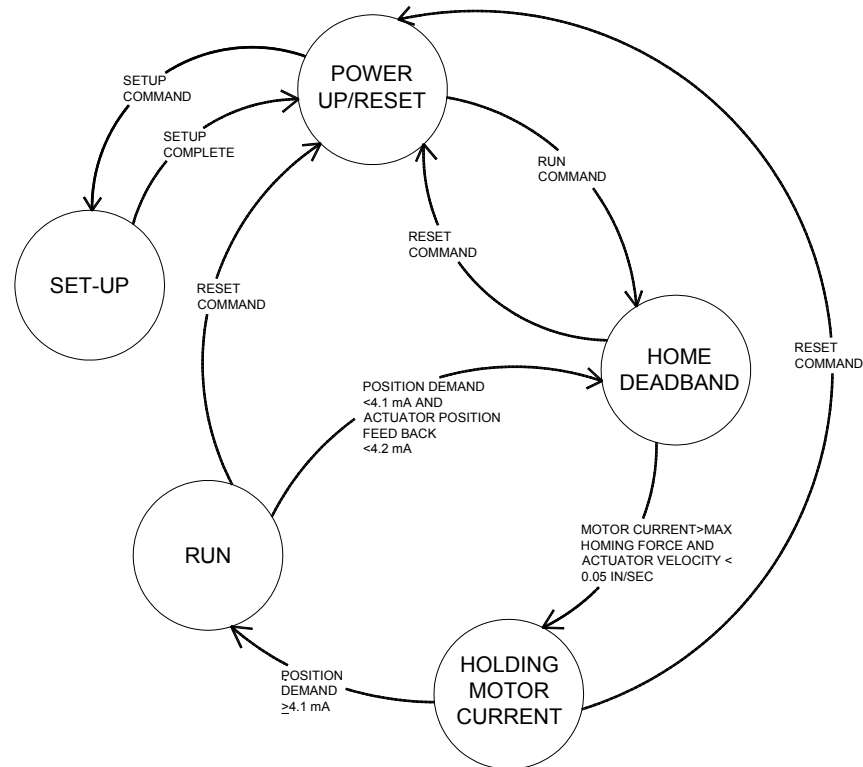 POWER
UP/RESET
SETUP
COMMAND
SETUP
COMPLETE
RUN
COMMAND
RESET
COMMAND
SET-UP
RESET
COMMAND
HOME
DEADBAND
RESET
COMMAND
POSITION DEMAND
<4.1 mA AND
ACTUATOR POSITION
FEED BACK
<4.2 mA
RUN
MOTOR CURRENT>MAX
HOMING FORCE AND
ACTUATOR VELOCITY <
0.05 IN/SEC
HOLDING
MOTOR
CURRENT
POSITION
DEMAND
≥4.1 mA